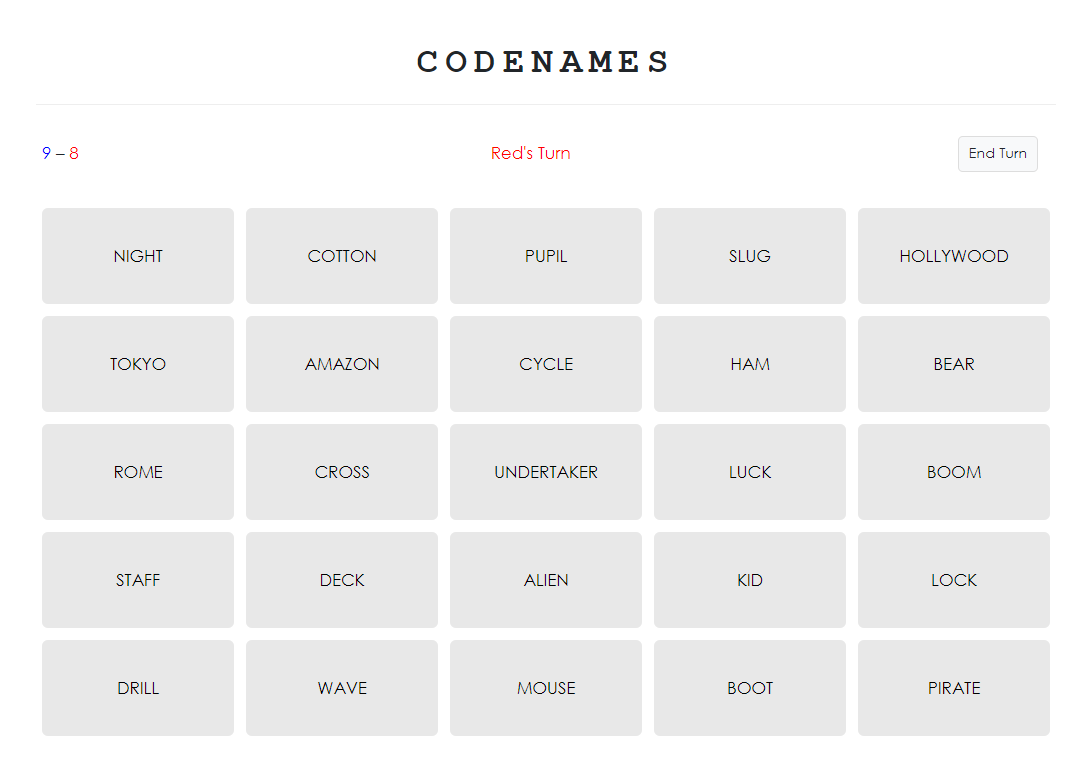 CODENAMES
9 – 8 Red's Turn End Turn
NIGHT COTTON PUPIL SLUG HOLLYWOOD
TOKYO AMAZON CYCLE HAM BEAR
ROME CROSS UNDERTAKER LUCK BOOM
STAFF DECK ALIEN KID LOCK
DRILL WAVE MOUSE BOOT PIRATE